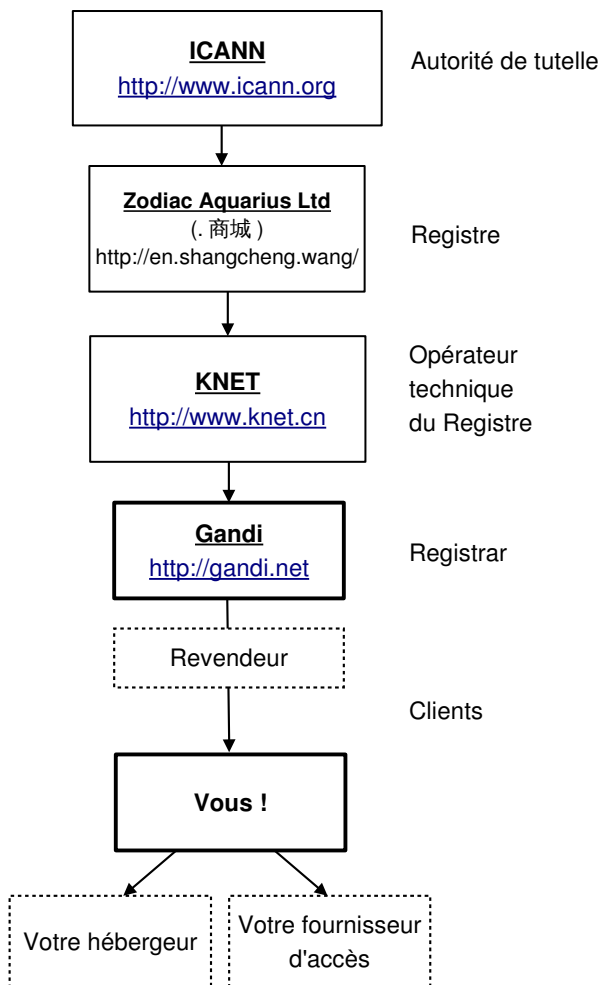 ICANN
http://www.icann.org
Autorité de tutelle
Zodiac Aquarius Ltd
(. 商城 )
http://en.shangcheng.wang/
Registre
KNET
http://www.knet.cn
Opérateur
technique
du Registre
Gandi
http://gandi.net
Registrar
Revendeur
Clients
Vous !
Votre hébergeur
Votre fournisseur
d'accès